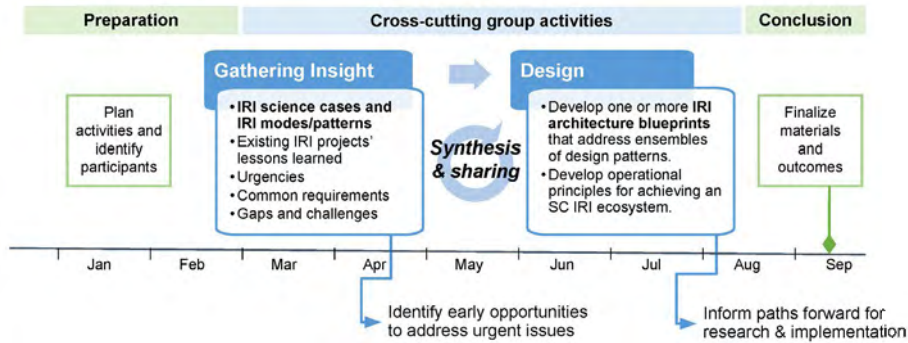 Preparation
Cross-cutting group activities
Conclusion
Plan
activities and
identify
participants
Gathering Insight
•IRI science cases and
IRI modes/patterns
•Existing IRI projects'
lessons learned
•Urgencies
•Common requirements
•Gaps and challenges
Synthesis
& sharing
Design
•Develop one or more IRI
architecture blueprints
that address ensembles
of design patterns.
•Develop operational
principles for achieving an
SC IRI ecosystem.
Finalize
materials
and
outcomes
Jan
Feb
Mar
Apr
May
Jun
Jul
Aug
Sep
Identify early opportunities
to address urgent issues
Inform paths forward for
research & implementation